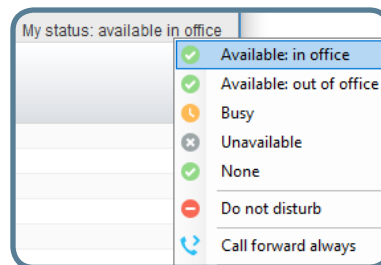 My status: available in office
Available: in office
Available: out of office
Busy
Unavailable
None
Do not disturb
Call forward always